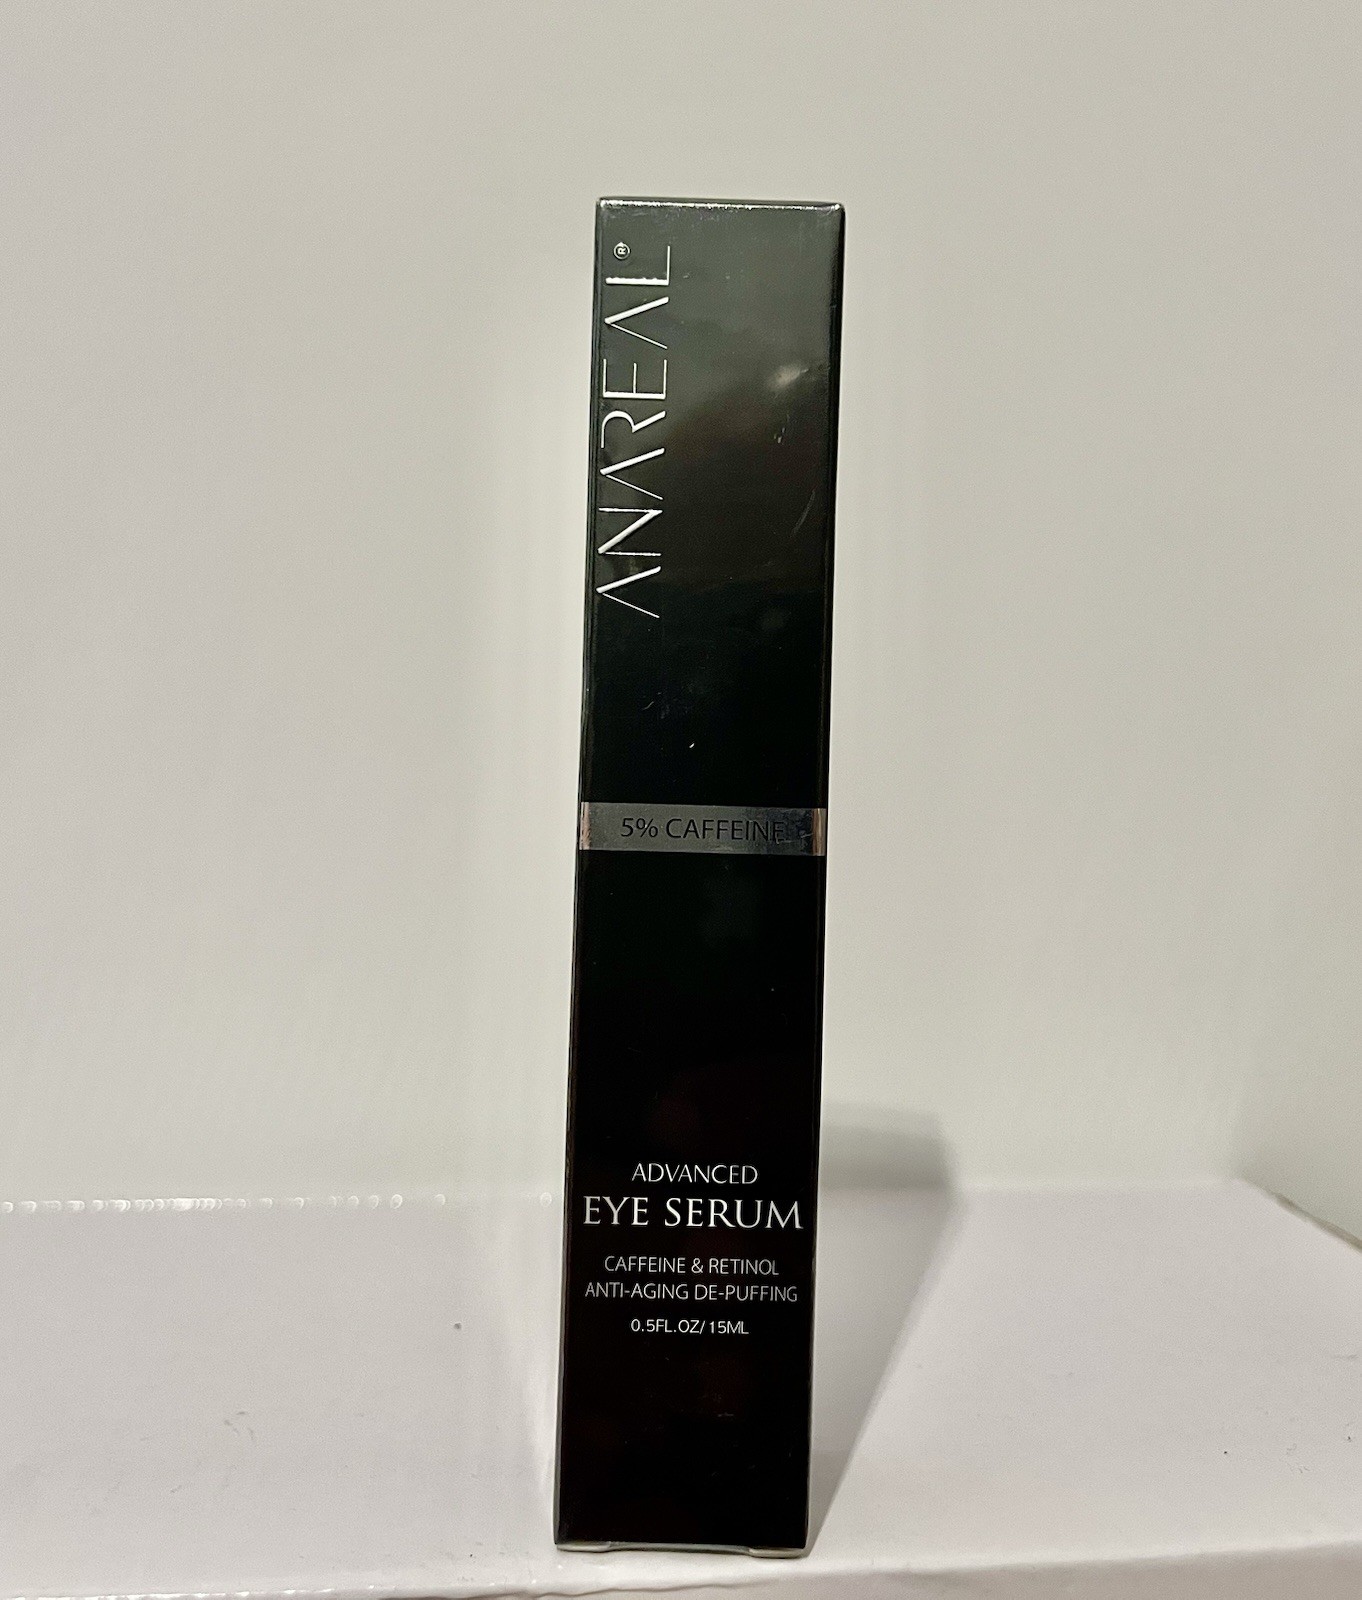 ANAREAL®
5% CAFFEINE
ADVANCED
EYE SERUM
CAFFEINE & RETINOL
ANTI-AGING DE-PUFFING
0.5FL.OZ/15ML